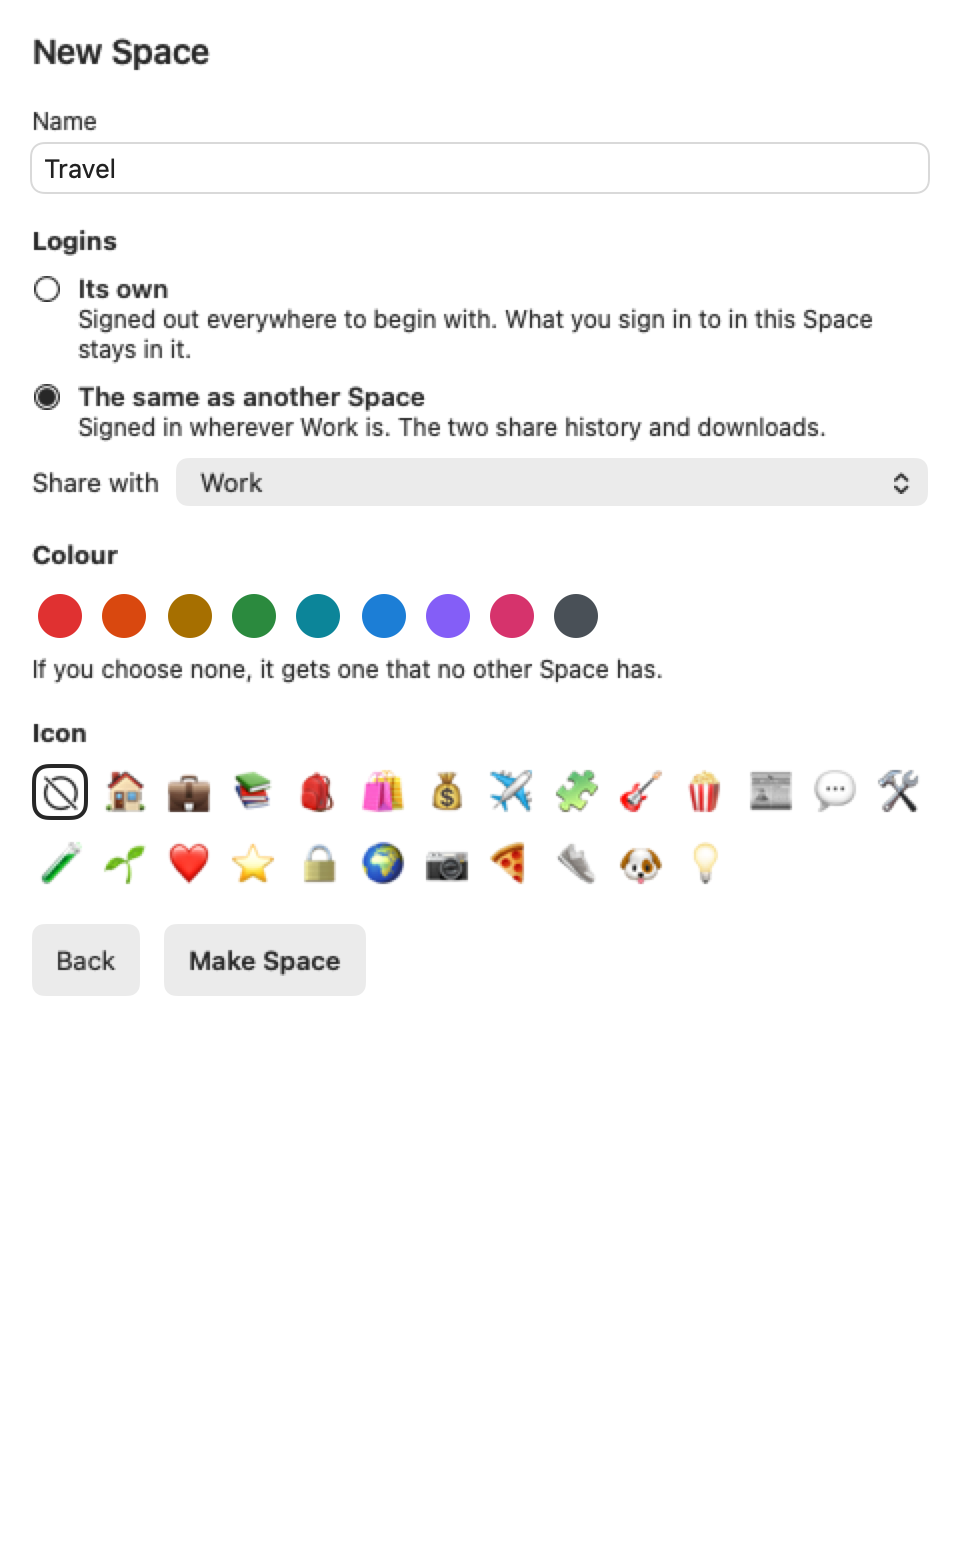 New Space
Name
Travel
Logins
Its own
Signed out everywhere to begin with. What you sign in to in this Space
stays in it.
The same as another Space
Signed in wherever Work is. The two share history and downloads.
Share with Work
Colour
If you choose none, it gets one that no other Space has.
Icon
Back Make Space